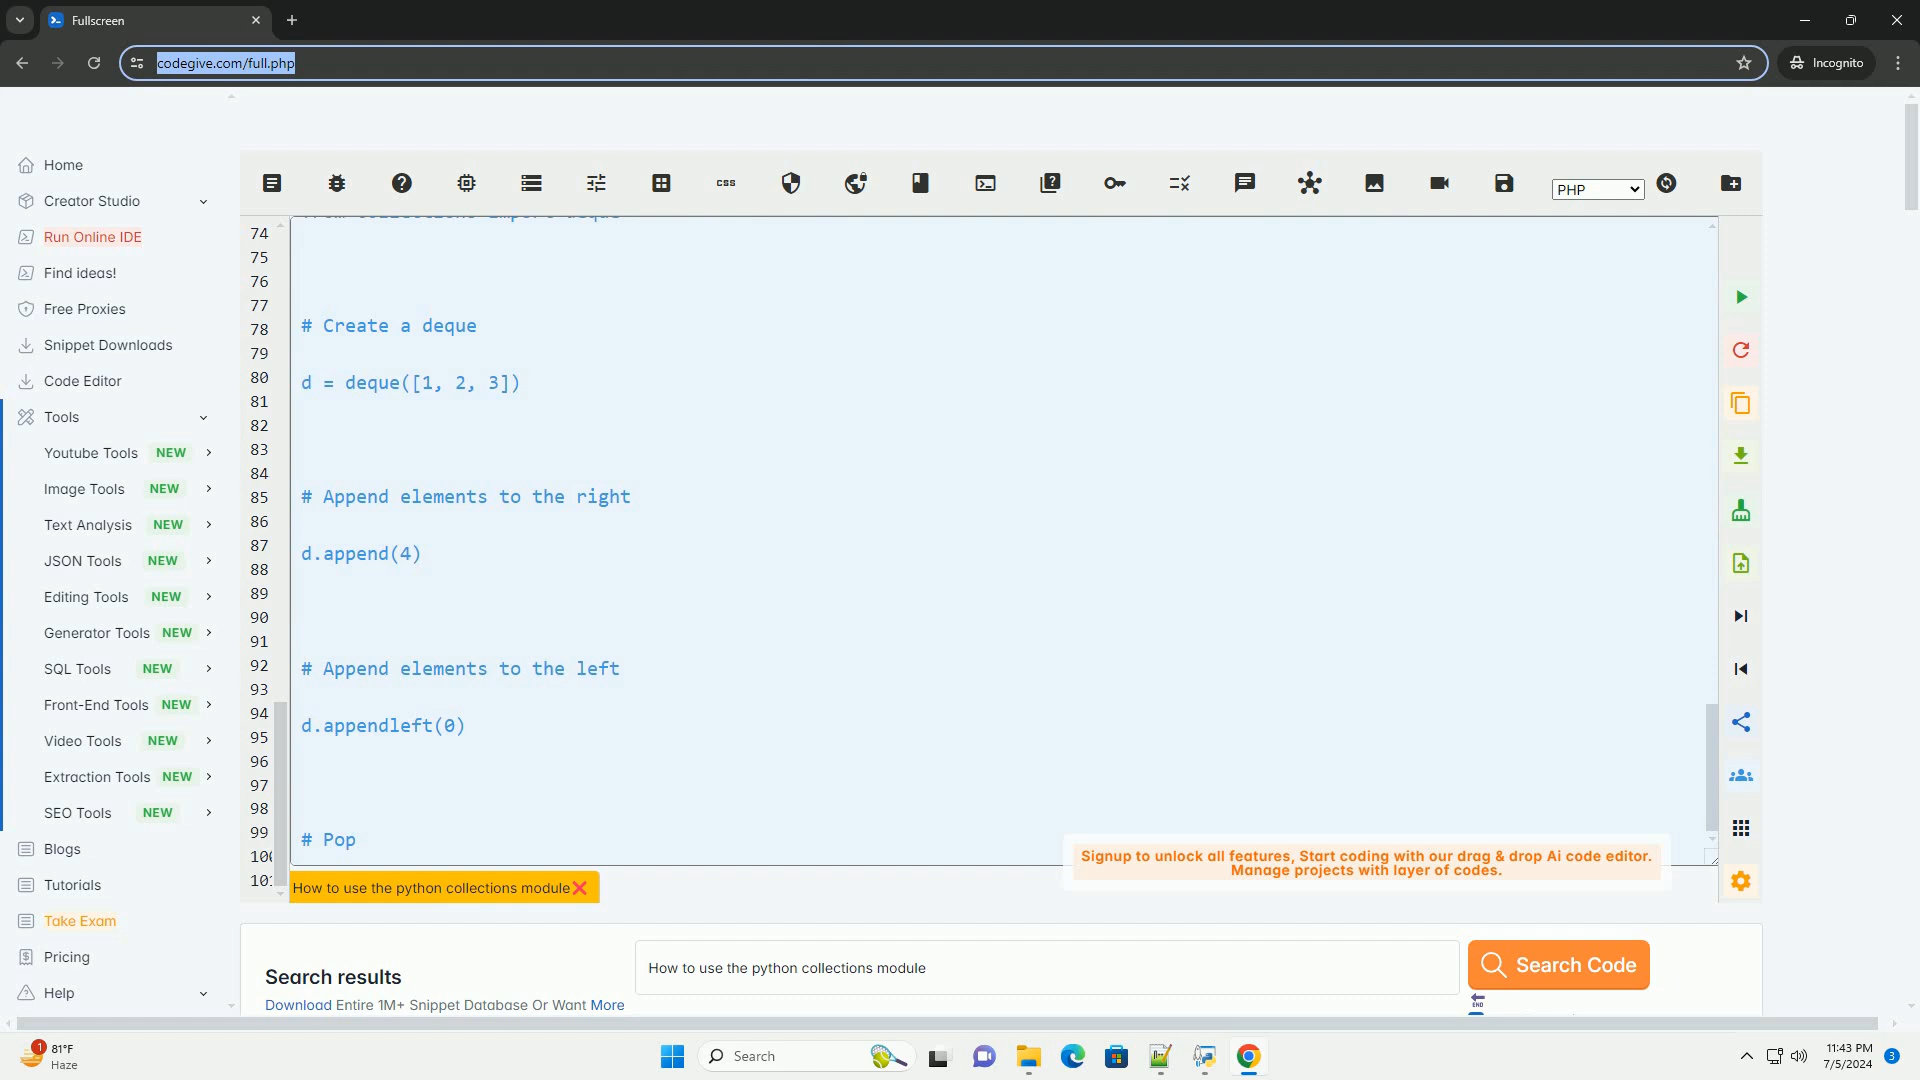 Fullscreen
codegive.com/full.php
Incognito
Home
Creator Studio
Run Online IDE
Find ideas!
Free Proxies
Snippet Downloads
Code Editor
Tools
Youtube Tools NEW
Image Tools NEW
Text Analysis NEW
JSON Tools NEW
Editing Tools NEW
Generator Tools NEW
SQL Tools NEW
Front-End Tools NEW
Video Tools NEW
Extraction Tools NEW
SEO Tools NEW
Blogs
Tutorials
Take Exam
Pricing
Help
CSS
PHP
74
75
76
77
78 # Create a deque
79
80 d = deque([1, 2, 3])
81
82
83
84
85 # Append elements to the right
86
87 d.append(4)
88
89
90
91
92 # Append elements to the left
93
94
95 d.appendleft(0)
96
97
98
99 # Pop
100
101
Signup to unlock all features, Start coding with our drag & drop Ai code editor.
Manage projects with layer of codes.
How to use the python collections module
Search results
Download Entire 1M+ Snippet Database Or Want More
How to use the python collections module
Search Code
END
1
81°F
Haze
Search
11:43 PM
7/5/2024
3